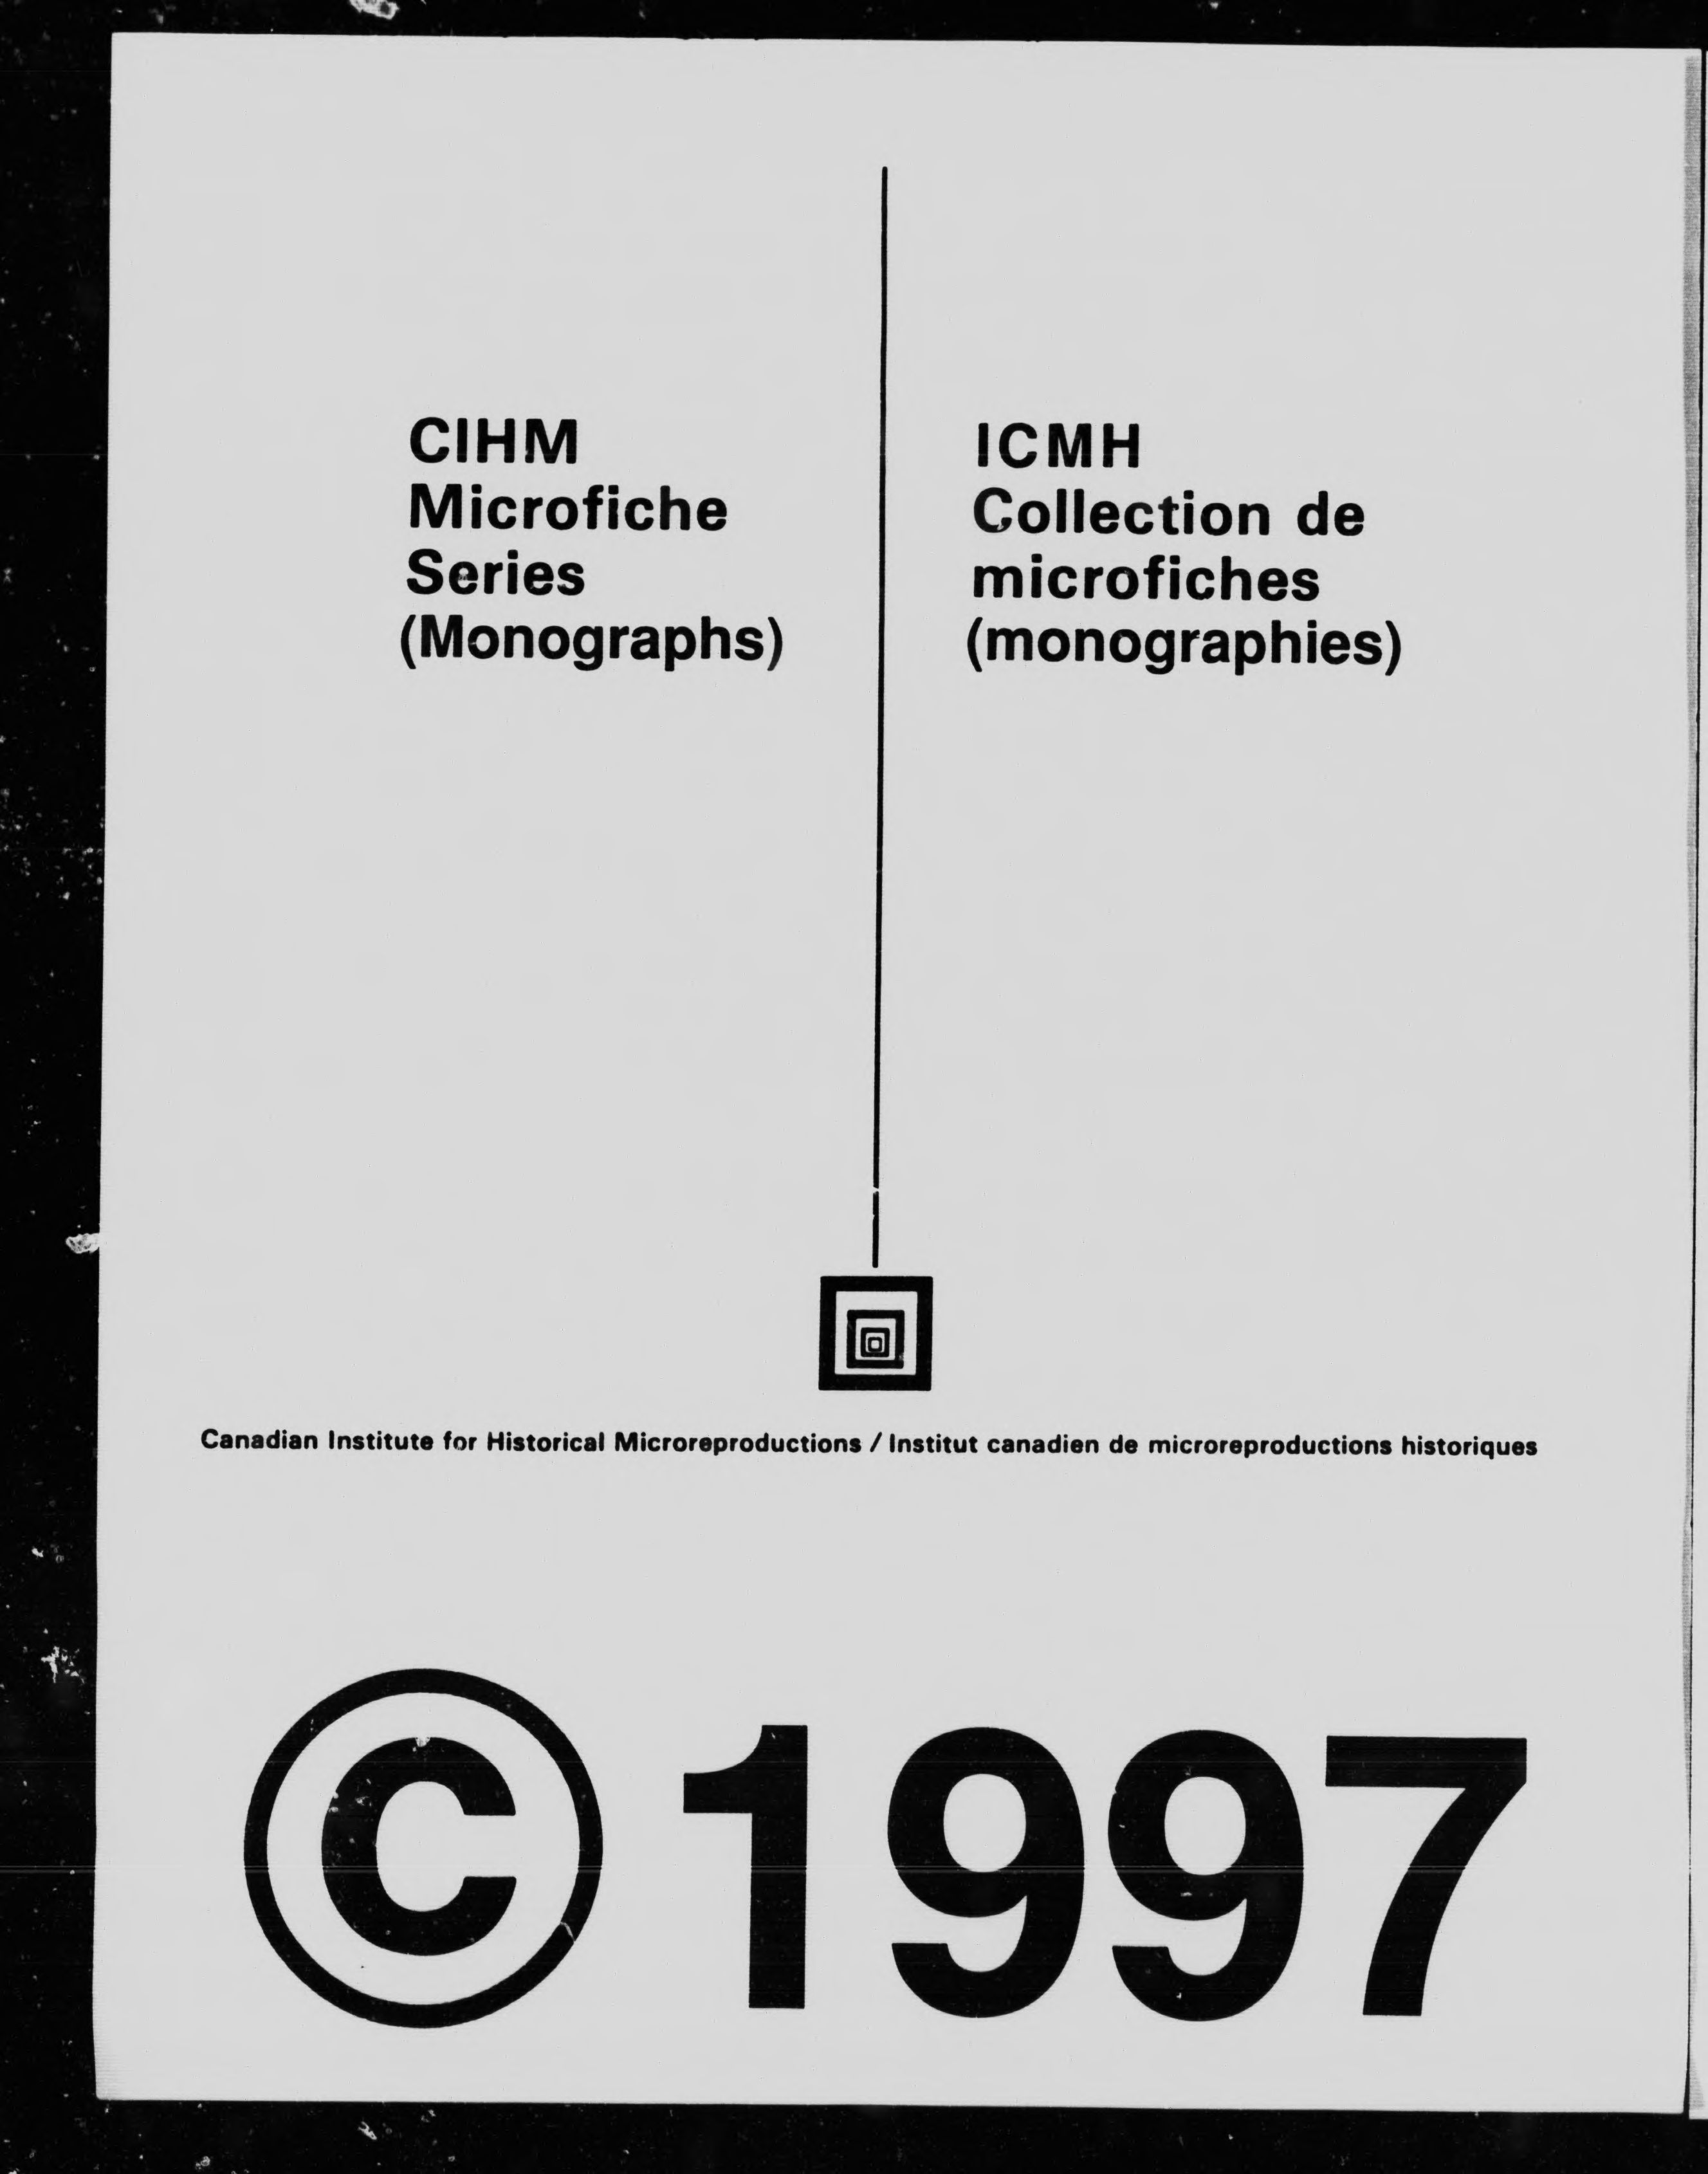 CIHM
Microfiche
Series
(Monographs)
ICMH
Collection de
microfiches
(monographies)
Canadian Institute for Historical Microreproductions / Institut canadien de microreproductions historiques
© 1997